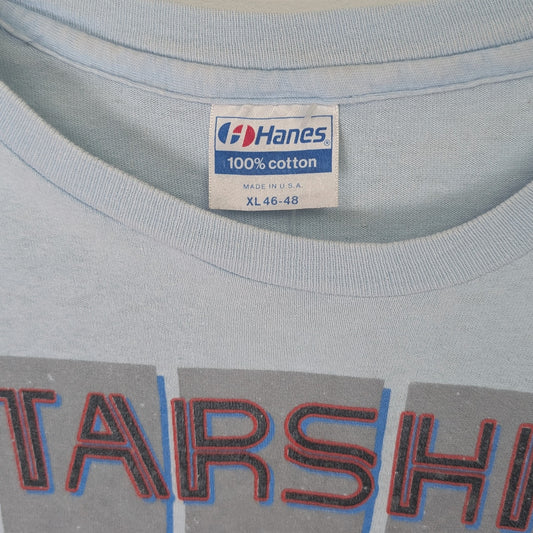 Hanes®
100% cotton
MADE IN U.S.A.
XL 46-48
TARSHI